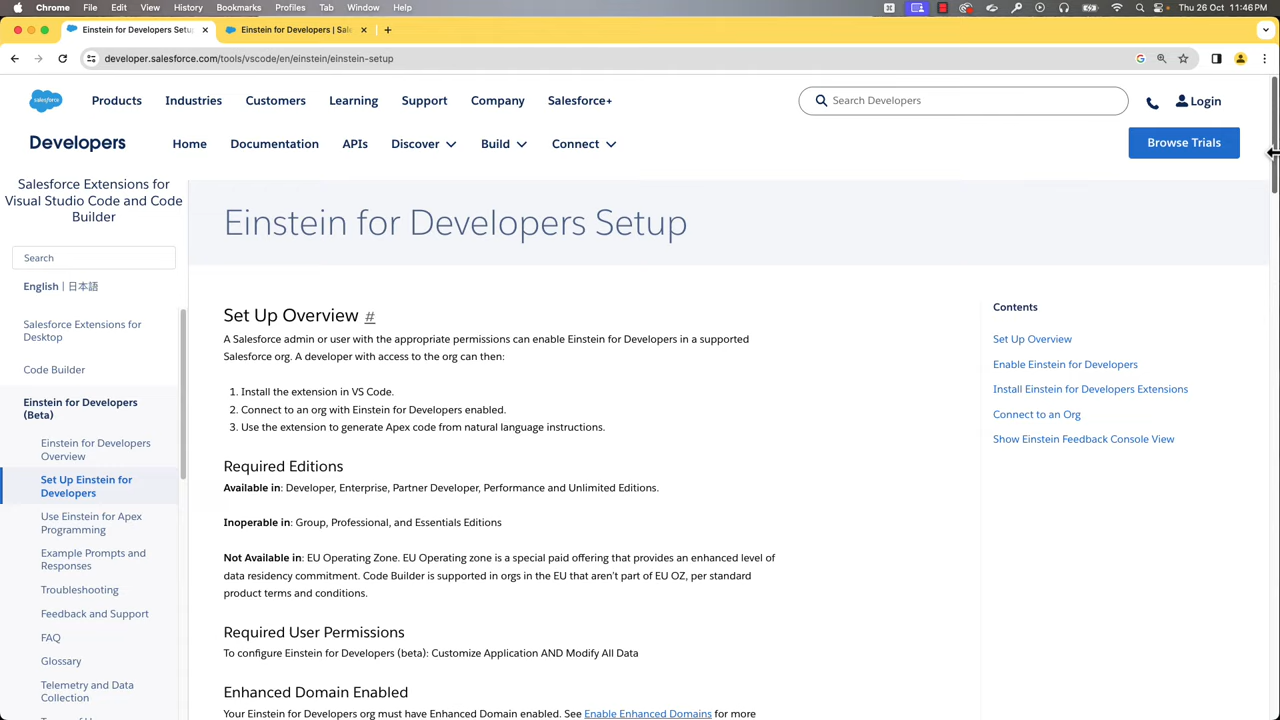 Chrome File Edit View History Bookmarks Profiles Tab Window Help
Thu 26 Oct 11:46 PM
Einstein for Developers Setu
Einstein for Developers | Sale
developer.salesforce.com/tools/vscode/en/einstein/einstein-setup
salesforce
Products Industries Customers Learning Support Company Salesforce+
Search Developers
Login
Developers
Home Documentation APIs Discover Build Connect
Browse Trials
Salesforce Extensions for
Visual Studio Code and Code
Builder
Search
English | 日本語
Salesforce Extensions for
Desktop
Code Builder
Einstein for Developers
(Beta)
Einstein for Developers
Overview
Set Up Einstein for
Developers
Use Einstein for Apex
Programming
Example Prompts and
Responses
Troubleshooting
Feedback and Support
FAQ
Glossary
Telemetry and Data
Collection
Einstein for Developers Setup
Set Up Overview #
A Salesforce admin or user with the appropriate permissions can enable Einstein for Developers in a supported
Salesforce org. A developer with access to the org can then:
1. Install the extension in VS Code.
2. Connect to an org with Einstein for Developers enabled.
3. Use the extension to generate Apex code from natural language instructions.
Required Editions
Available in: Developer, Enterprise, Partner Developer, Performance and Unlimited Editions.
Inoperable in: Group, Professional, and Essentials Editions
Not Available in: EU Operating Zone. EU Operating zone is a special paid offering that provides an enhanced level of
data residency commitment. Code Builder is supported in orgs in the EU that aren't part of EU OZ, per standard
product terms and conditions.
Required User Permissions
To configure Einstein for Developers (beta): Customize Application AND Modify All Data
Enhanced Domain Enabled
Your Einstein for Developers org must have Enhanced Domain enabled. See Enable Enhanced Domains for more
Contents
Set Up Overview
Enable Einstein for Developers
Install Einstein for Developers Extensions
Connect to an Org
Show Einstein Feedback Console View